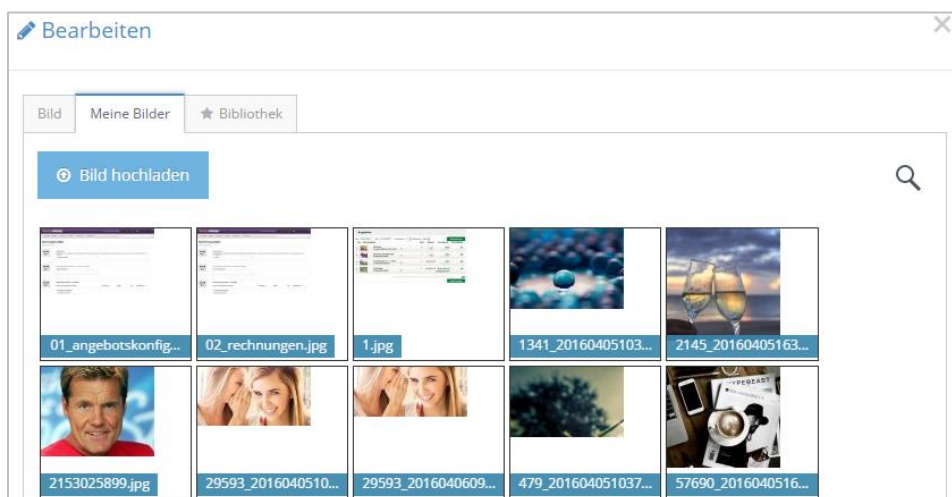 Bearbeiten
Bild
Meine Bilder
Bibliothek
Bild hochladen
01_angebotskonfig...
02_rechnungen.jpg
1.jpg
1341_20160405103...
2145_20160405163...
HYPEBEAST
2153025899.jpg
29593_2016040510...
29593_2016040609...
479_201604051037...
57690_2016040516...